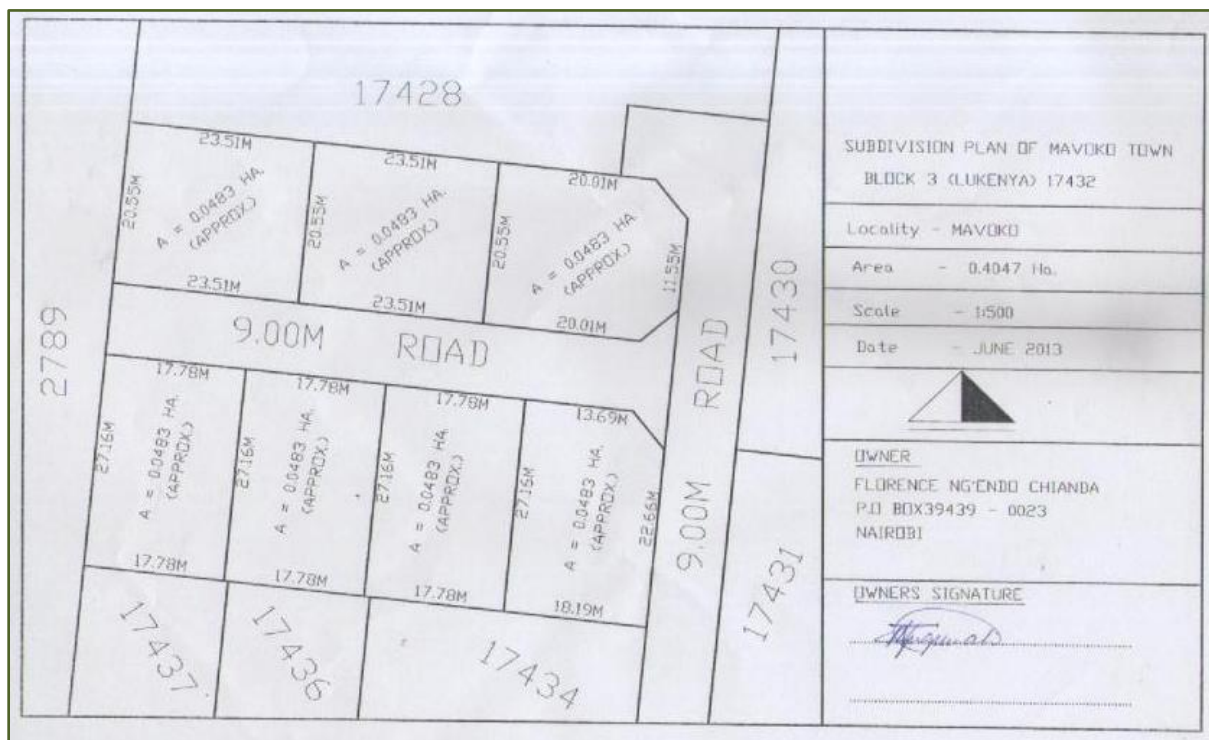 17428
23.51M
23.51M
20.01M
20.55M
A = 0.0483 HA.
(APPROX.)
20.55M
A = 0.0483 HA.
(APPROX.)
20.55M
A = 0.0483 HA.
(APPROX.)
11.55M
23.51M
23.51M
20.01M
2789
9.00M ROAD
17430
17.78M
17.78M
17.78M
13.69M
27.16M
A = 0.0483 HA.
(APPROX.)
27.16M
A = 0.0483 HA.
(APPROX.)
27.16M
A = 0.0483 HA.
(APPROX.)
27.16M
A = 0.0483 HA.
(APPROX.)
22.66M
9.00M ROAD
17.78M
17.78M
17.78M
18.19M
17437
17436
17434
17431
SUBDIVISION PLAN OF MAVOKO TOWN
BLOCK 3 (LUKENYA) 17432
Locality - MAVOKO
Area - 0.4047 Ha.
Scale - 1:500
Date - JUNE 2013
OWNER
FLORENCE NG'ENDO CHIANDA
P.O BOX39439 - 0023
NAIROBI
OWNERS SIGNATURE